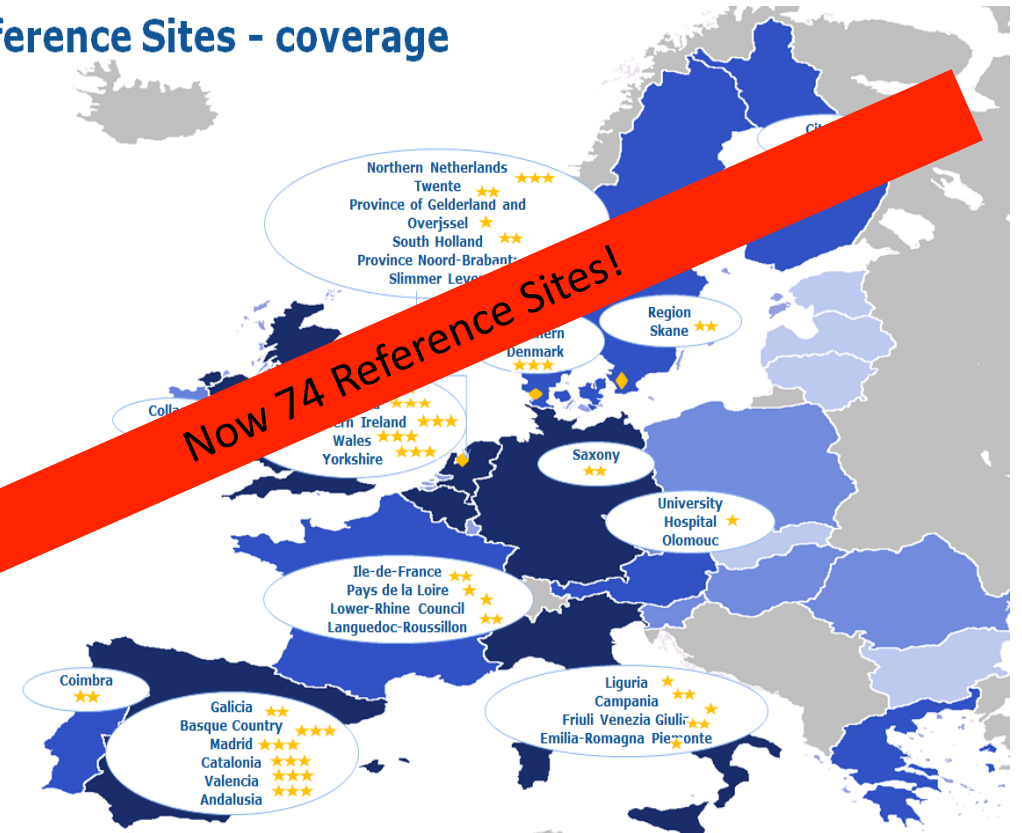 ference Sites - coverage
Northern Netherlands
Twente
Province of Gelderland and
Overjssel
South Holland
Province Noord-Brabant:
Slimmer
Now 74 Reference Sites!
Region
Skane
Denmark
Ireland
Wales
Yorkshire
Saxony
University
Hospital
Olomouc
Ile-de-France
Pays de la Loire
Lower-Rhine Council
Languedoc-Roussillon
Coimbra
Galicia
Basque Country
Madrid
Catalonia
Valencia
Andalusia
Liguria
Campania
Friuli Venezia Giulia
Emilia-Romagna Piemonte